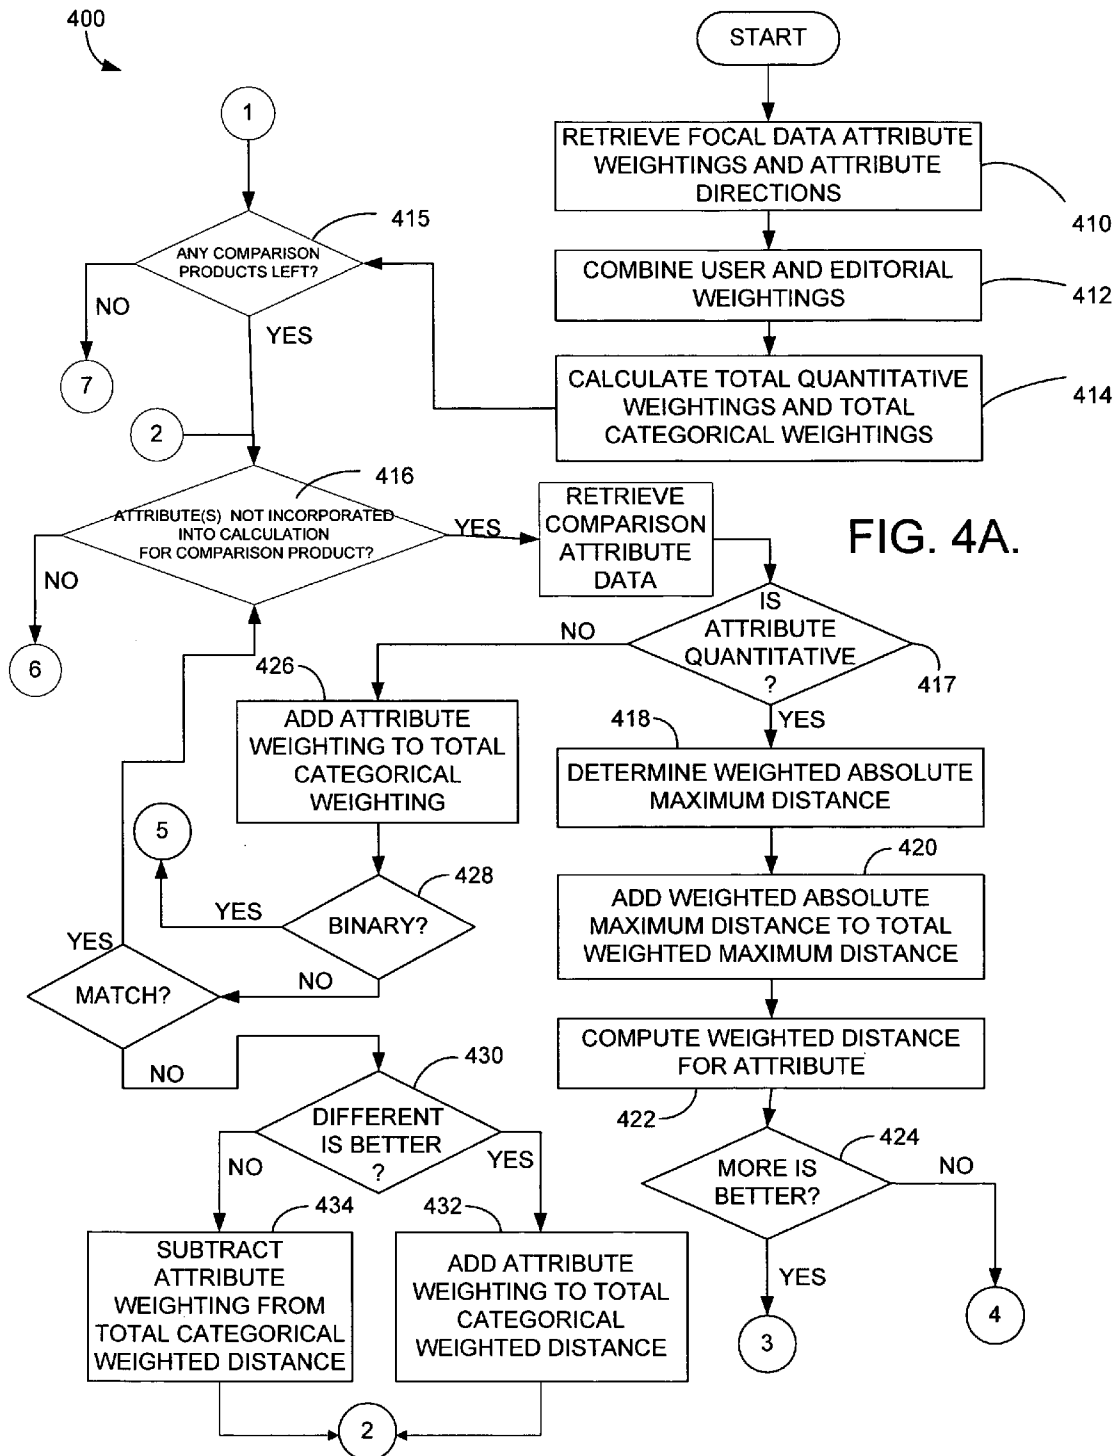 400
START
1
RETRIEVE FOCAL DATA ATTRIBUTE
WEIGHTINGS AND ATTRIBUTE
DIRECTIONS
410
415
ANY COMPARISON
PRODUCTS LEFT?
COMBINE USER AND EDITORIAL
WEIGHTINGS
412
NO
YES
7
CALCULATE TOTAL QUANTITATIVE
WEIGHTINGS AND TOTAL
CATEGORICAL WEIGHTINGS
414
2
416
ATTRIBUTE(S) NOT INCORPORATED
INTO CALCULATION
FOR COMPARISON PRODUCT?
YES
RETRIEVE
COMPARISON
ATTRIBUTE
DATA
FIG. 4A.
NO
6
IS
ATTRIBUTE
QUANTITATIVE
?
417
NO
YES
426
ADD ATTRIBUTE
WEIGHTING TO TOTAL
CATEGORICAL
WEIGHTING
418
DETERMINE WEIGHTED ABSOLUTE
MAXIMUM DISTANCE
5
428
BINARY?
YES
NO
420
ADD WEIGHTED ABSOLUTE
MAXIMUM DISTANCE TO TOTAL
WEIGHTED MAXIMUM DISTANCE
YES
MATCH?
NO
COMPUTE WEIGHTED DISTANCE
FOR ATTRIBUTE
422
430
DIFFERENT
IS BETTER
?
NO
YES
424
MORE IS
BETTER?
NO
YES
434
SUBTRACT
ATTRIBUTE
WEIGHTING FROM
TOTAL CATEGORICAL
WEIGHTED DISTANCE
432
ADD ATTRIBUTE
WEIGHTING TO TOTAL
CATEGORICAL
WEIGHTED DISTANCE
3
4
2